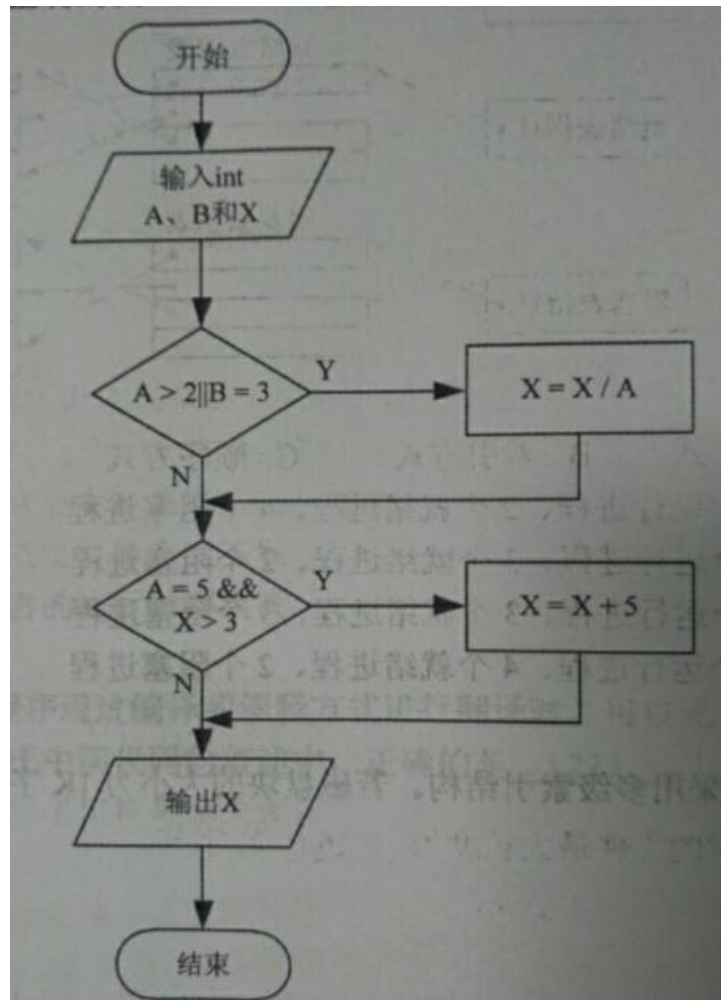 开始
输入int
A、B和X
A > 2||B = 3
Y
X = X / A
N
A = 5 &&
X > 3
Y
X = X + 5
N
输出X
结束